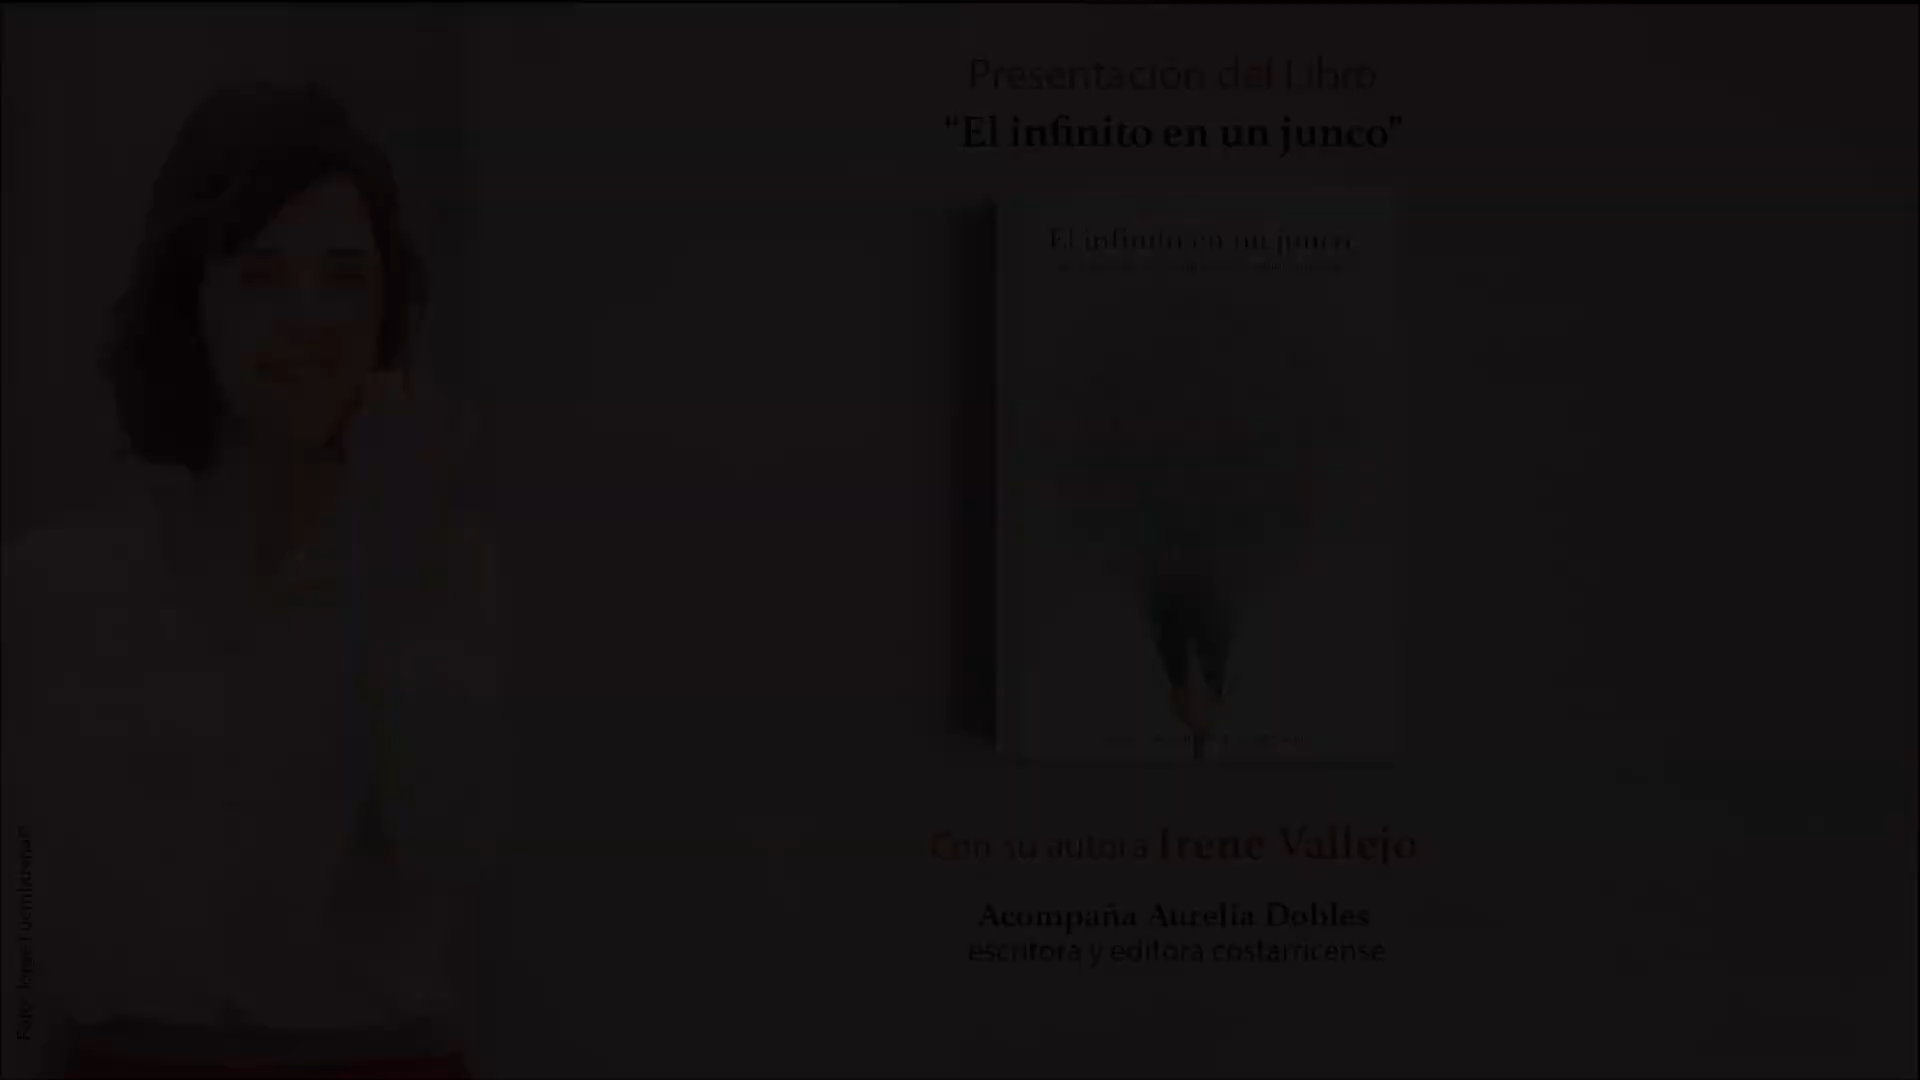 Presentación del Libro
“El infinito en un junco”
El infinito en un junco
Con su autora Irene Vallejo
Acompaña Aurelia Dobles
escritora y editora costarricense